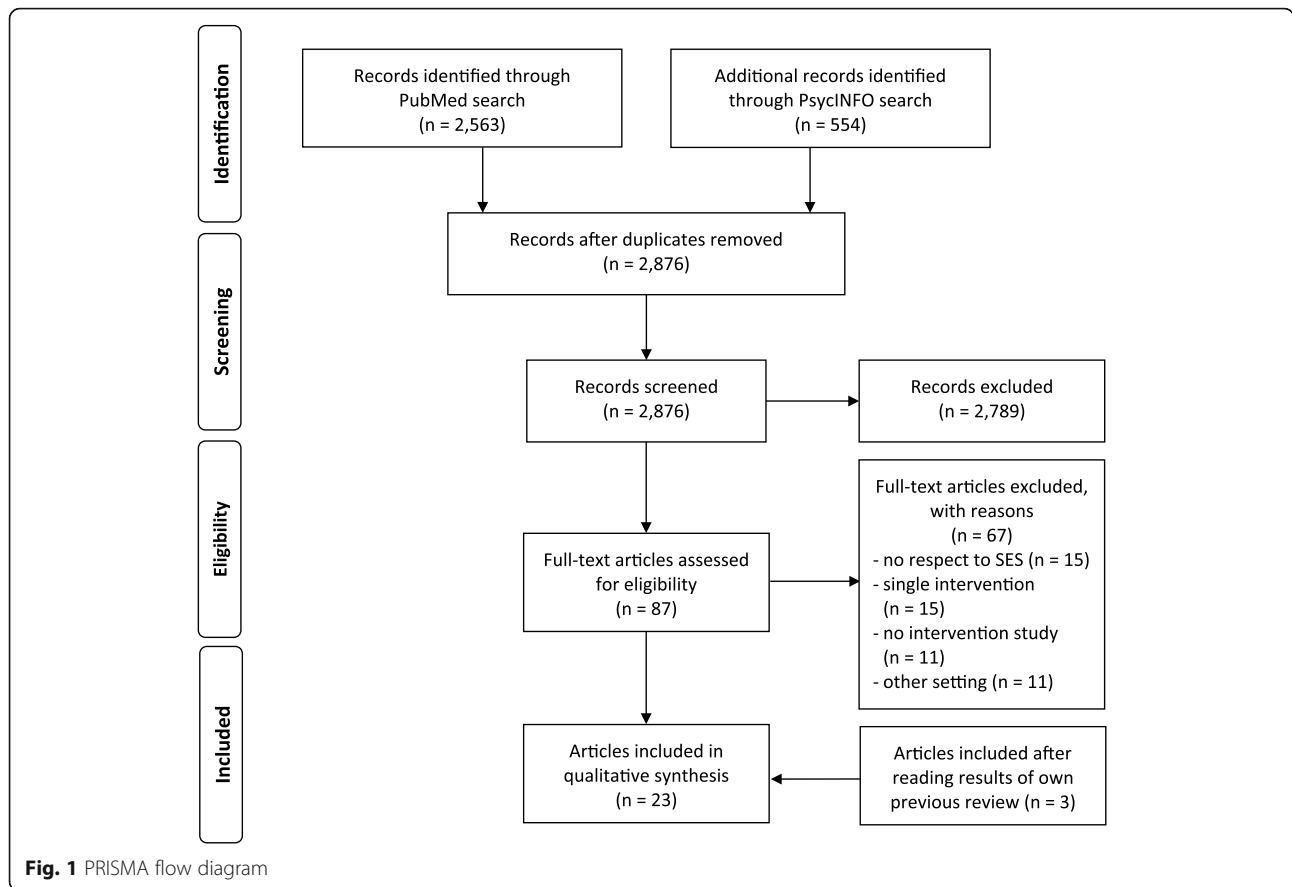 Identification
Records identified through
PubMed search
(n = 2,563)
Additional records identified
through PsycINFO search
(n = 554)
Records after duplicates removed
(n = 2,876)
Screening
Records screened
(n = 2,876)
Records excluded
(n = 2,789)
Eligibility
Full-text articles assessed
for eligibility
(n = 87)
Full-text articles excluded,
with reasons
(n = 67)
- no respect to SES (n = 15)
- single intervention
(n = 15)
- no intervention study
(n = 11)
- other setting (n = 11)
Included
Articles included in
qualitative synthesis
(n = 23)
Articles included after
reading results of own
previous review (n = 3)
Fig. 1 PRISMA flow diagram